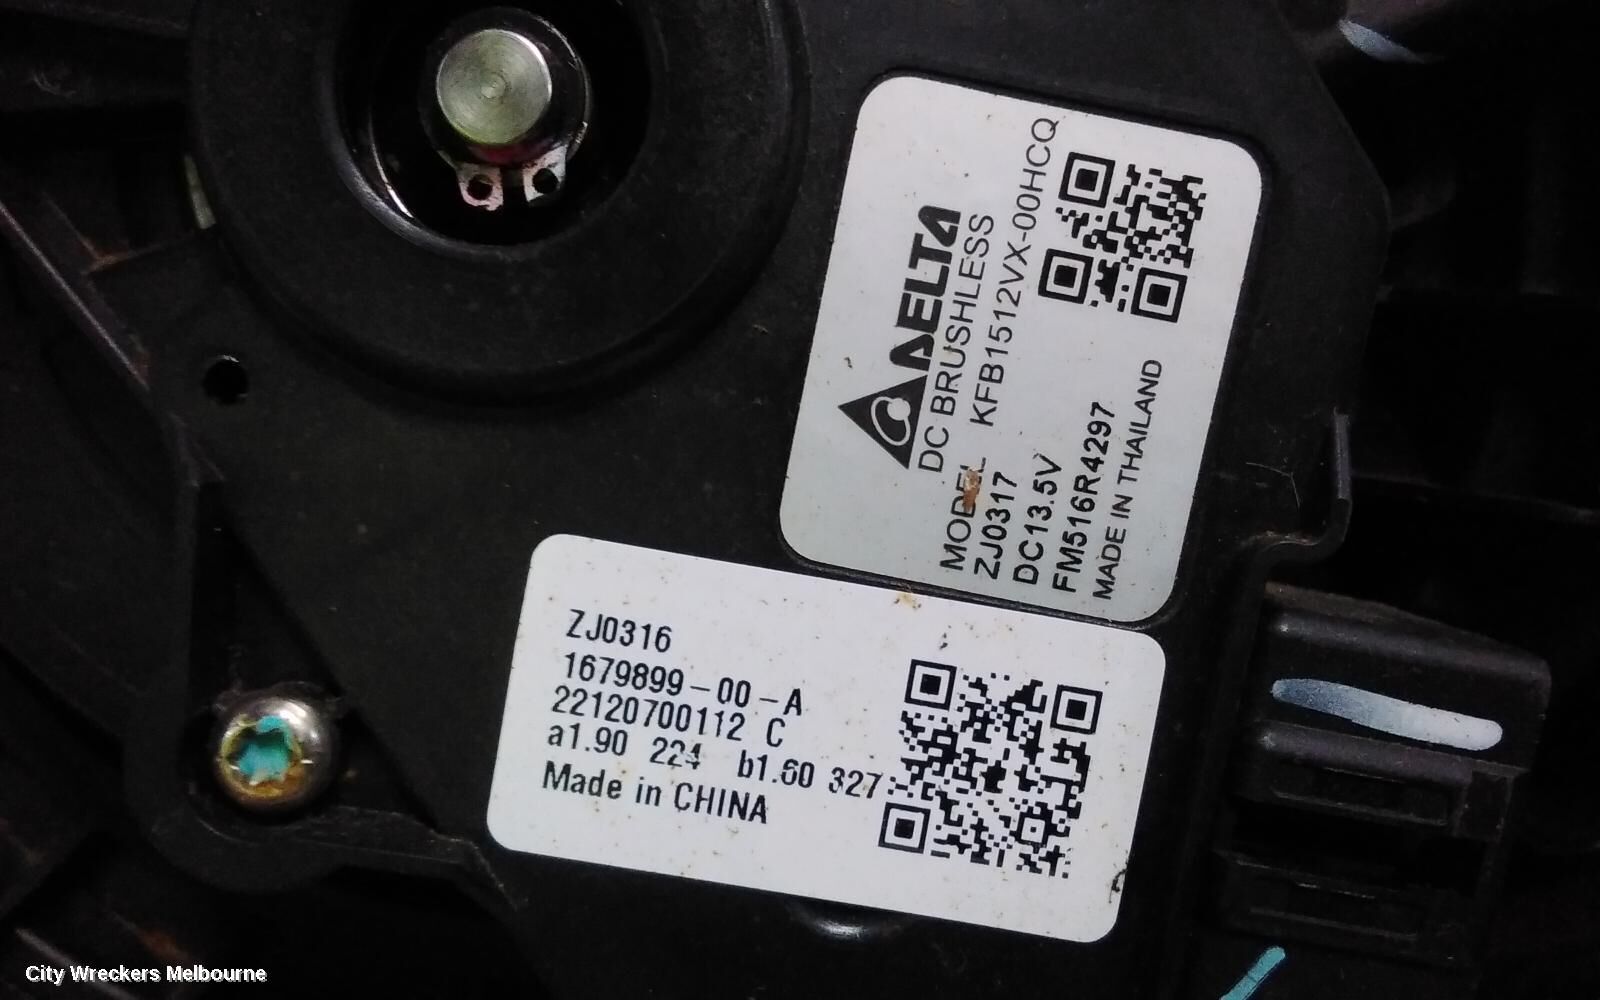 DELTA
DC BRUSHLESS
MODEL KFB1512VX-00HCQ
ZJ0317
DC13.5V
FM516R4297
MADE IN THAILAND
ZJ0316
1679899-00-A
22120700112 C
a1.90 224 b1.60 327
Made in CHINA
City Wreckers Melbourne